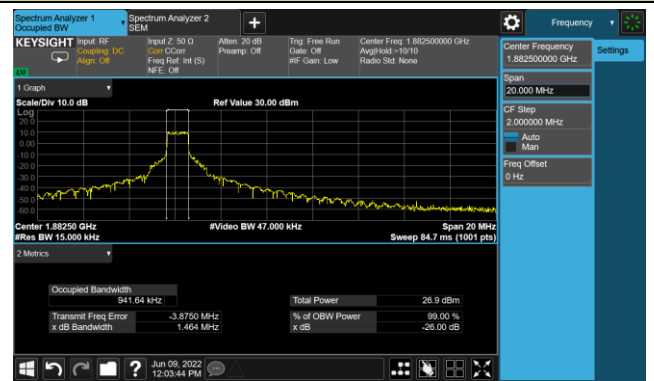 Spectrum Analyzer 1
Occupied BW
Spectrum Analyzer 2
SEM
+
Frequency
KEYSIGHT
Input: RF
Coupling: DC
Align: Off
Input Z: 50 Ω
Corr CCorr
Freq Ref: Int (S)
NFE: Off
Atten: 20 dB
Preamp: Off
Trig: Free Run
Gate: Off
#IF Gain: Low
Center Freq: 1.882500000 GHz
Avg|Hold:>10/10
Radio Std: None
1 Graph
Scale/Div 10.0 dB
Ref Value 30.00 dBm
Log
20.0
10.0
0.00
-10.0
-20.0
-30.0
-40.0
-50.0
-60.0
Center 1.88250 GHz
#Video BW 47.000 kHz
Span 20 MHz
#Res BW 15.000 kHz
Sweep 84.7 ms (1001 pts)
2 Metrics
Occupied Bandwidth
941.64 kHz
Total Power 26.9 dBm
Transmit Freq Error -3.8750 MHz
% of OBW Power 99.00 %
x dB Bandwidth 1.464 MHz
x dB -26.00 dB
Center Frequency
1.882500000 GHz
Settings
Span
20.000 MHz
CF Step
2.000000 MHz
Auto
Man
Freq Offset
0 Hz
?
Jun 09, 2022
12:03:44 PM